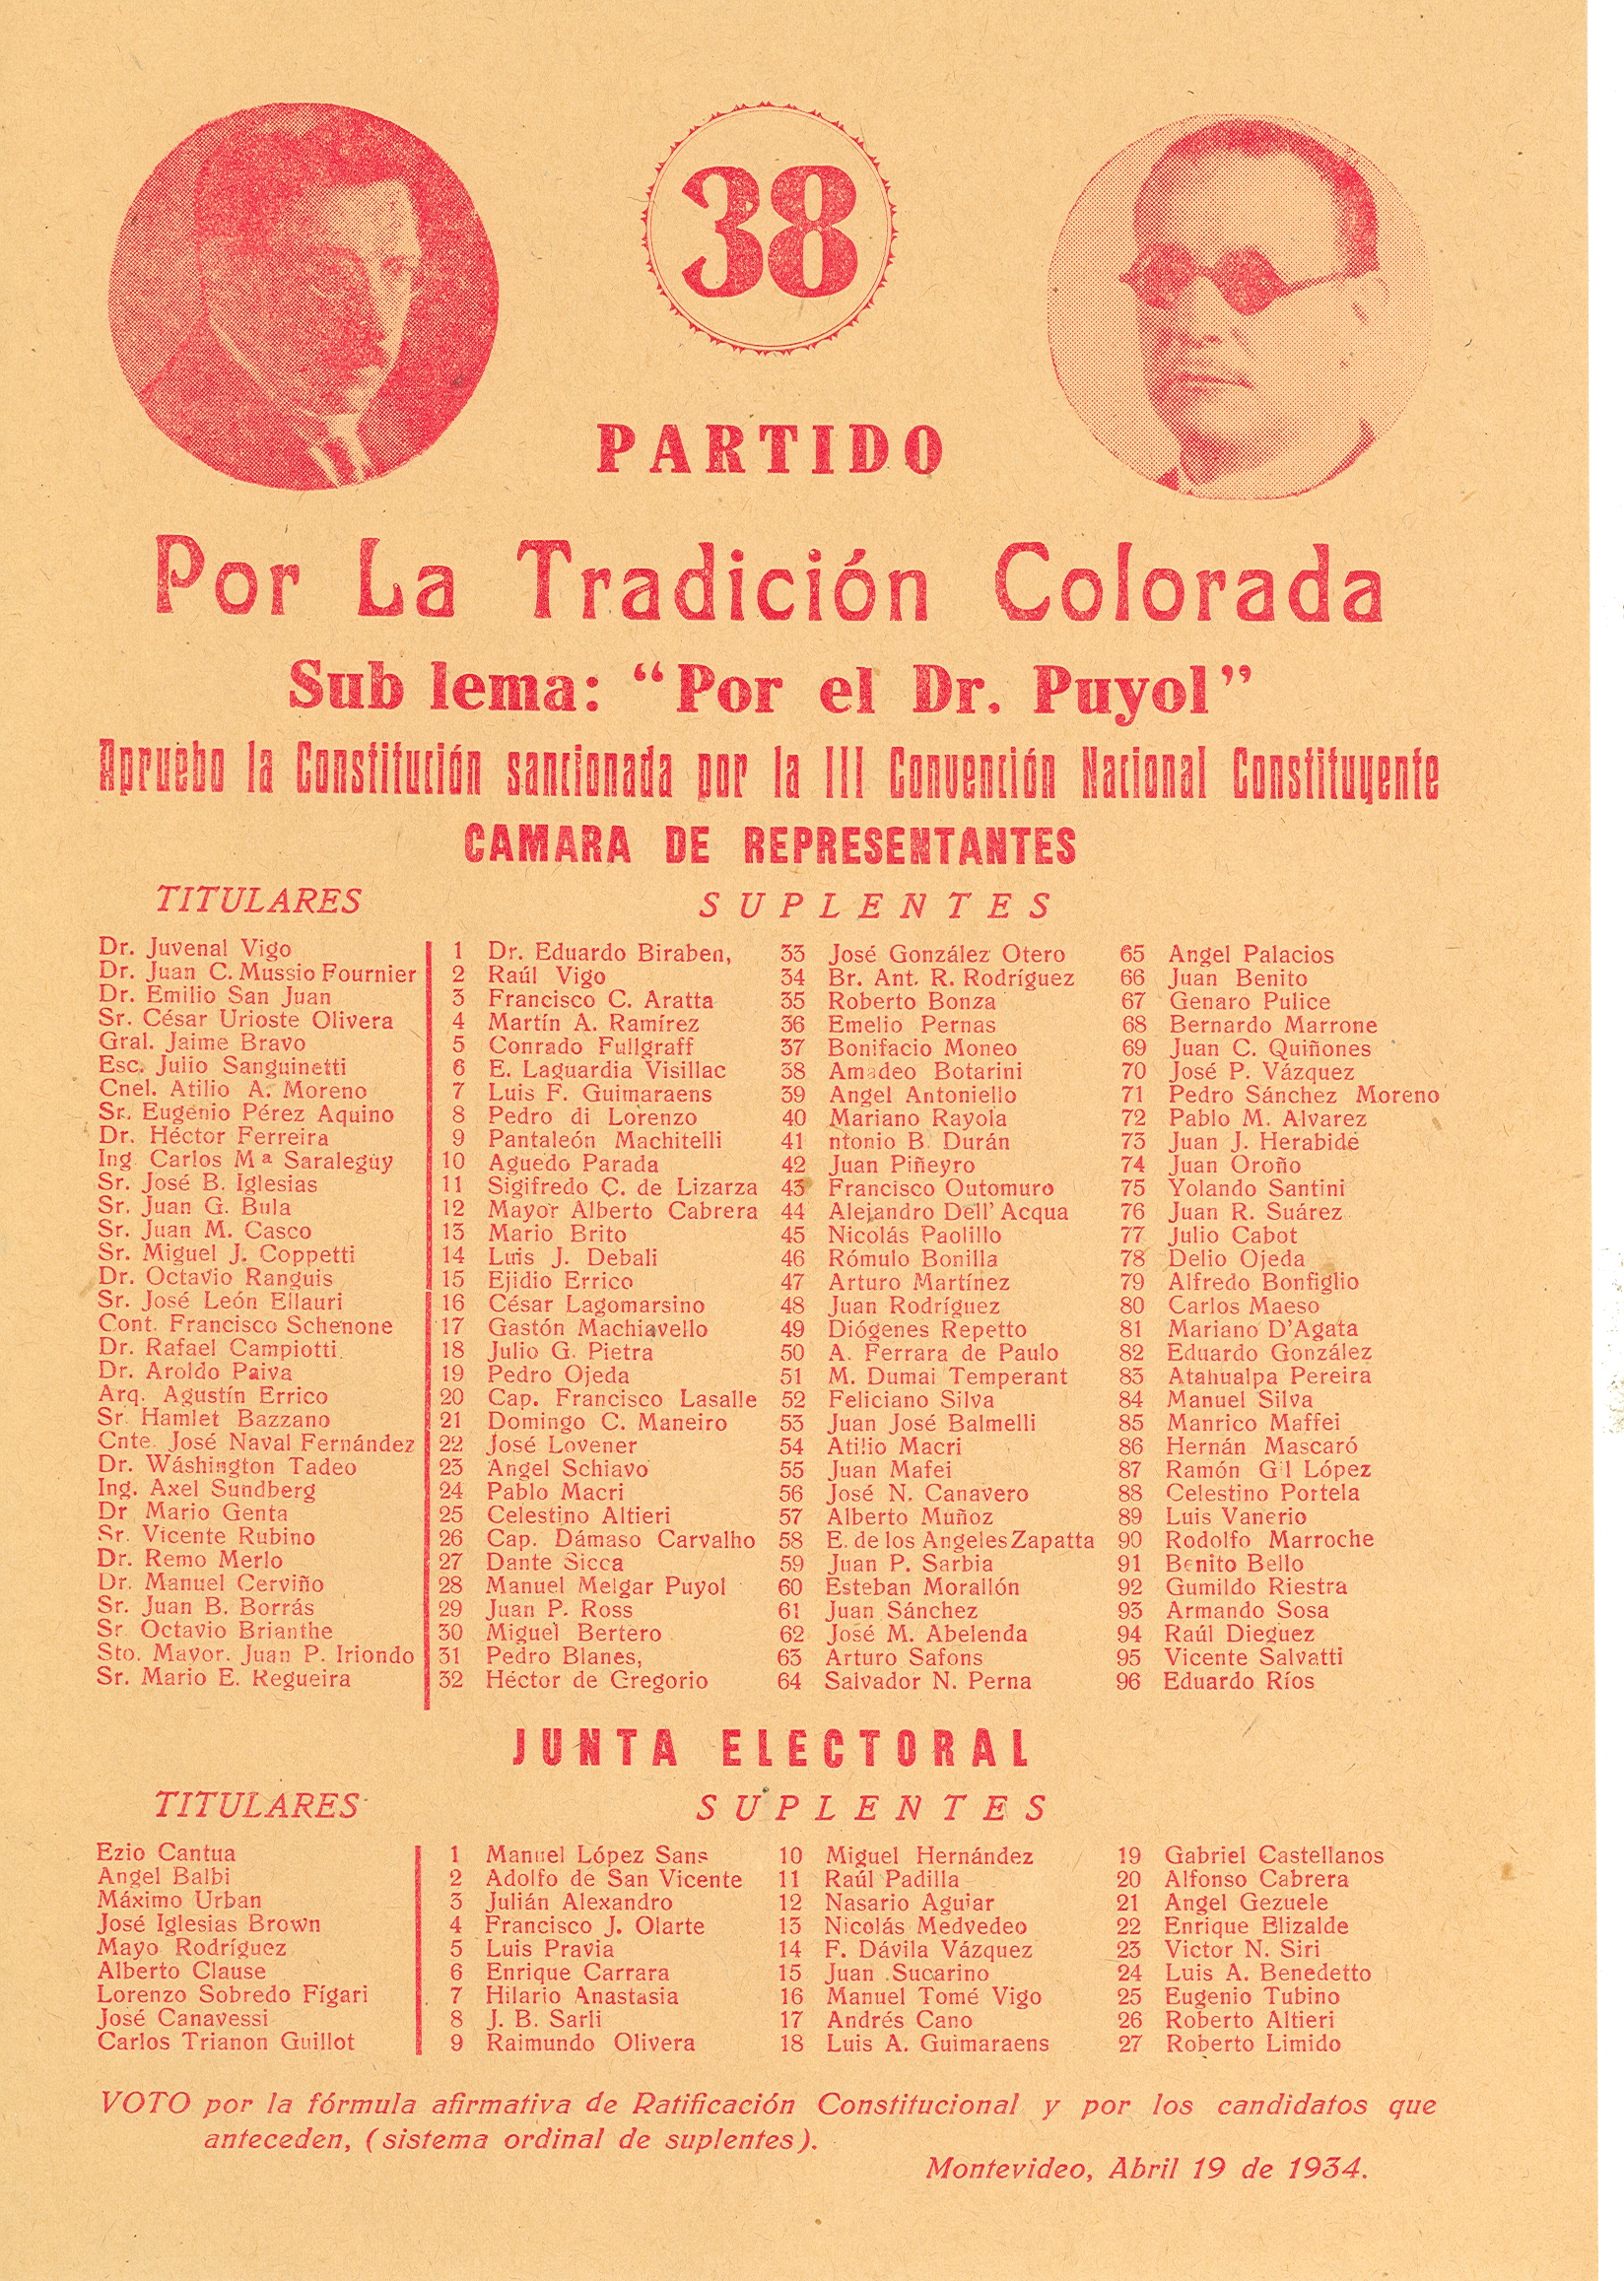 38
PARTIDO
Por La Tradición Colorada
Sub lema: “Por el Dr. Puyol”
Apruebo la Constitución sancionada por la III Convención Nacional Constituyente
CAMARA DE REPRESENTANTES
TITULARES
Dr. Juvenal Vigo
Dr. Juan C. Mussio Fournier
Dr. Emilio San Juan
Sr. César Urioste Olivera
Gral. Jaime Bravo
Esc. Julio Sanguinetti
Cnel. Atilio A. Moreno
Sr. Eugenio Pérez Aquino
Dr. Héctor Ferreira
Ing. Carlos Mª Saraleguy
Sr. José B. Iglesias
Sr. Juan G. Bula
Sr. Juan M. Casco
Sr. Miguel J. Coppetti
Dr. Octavio Ranguis
Sr. José León Ellauri
Cont. Francisco Schenone
Dr. Rafael Campiotti
Dr. Aroldo Paiva
Arq. Agustín Errico
Sr. Hamlet Bazzano
Cnte. José Naval Fernández
Dr. Wáshington Tadeo
Ing. Axel Sundberg
Dr Mario Genta
Sr. Vicente Rubino
Dr. Remo Merlo
Dr. Manuel Cerviño
Sr. Juan B. Borrás
Sr. Octavio Brianthe
Sto. Mayor. Juan P. Iriondo
Sr. Mario E. Regueira
SUPLENTES
1 Dr. Eduardo Biraben,
2 Raúl Vigo
3 Francisco C. Aratta
4 Martín A. Ramírez
5 Conrado Fullgraff
6 E. Laguardia Visillac
7 Luis F. Guimaraens
8 Pedro di Lorenzo
9 Pantaleón Machitelli
10 Aguedo Parada
11 Sigifredo C. de Lizarza
12 Mayor Alberto Cabrera
13 Mario Brito
14 Luis J. Debali
15 Ejidio Errico
16 César Lagomarsino
17 Gastón Machiavello
18 Julio G. Pietra
19 Pedro Ojeda
20 Cap. Francisco Lasalle
21 Domingo C. Maneiro
22 José Lovener
23 Angel Schiavo
24 Pablo Macri
25 Celestino Altieri
26 Cap. Dámaso Carvalho
27 Dante Sicca
28 Manuel Melgar Puyol
29 Juan P. Ross
30 Miguel Bertero
31 Pedro Blanes,
32 Héctor de Gregorio
33 José González Otero
34 Br. Ant. R. Rodríguez
35 Roberto Bonza
36 Emelio Pernas
37 Bonifacio Moneo
38 Amadeo Botarini
39 Angel Antoniello
40 Mariano Rayola
41 ntonio B. Durán
42 Juan Piñeyro
43 Francisco Outomuro
44 Alejandro Dell’ Acqua
45 Nicolás Paolillo
46 Rómulo Bonilla
47 Arturo Martínez
48 Juan Rodríguez
49 Diógenes Repetto
50 A. Ferrara de Paulo
51 M. Dumai Temperant
52 Feliciano Silva
53 Juan José Balmelli
54 Atilio Macri
55 Juan Mafei
56 José N. Canavero
57 Alberto Muñoz
58 E. de los Angeles Zapatta
59 Juan P. Sarbia
60 Esteban Morallón
61 Juan Sánchez
62 José M. Abelenda
63 Arturo Safons
64 Salvador N. Perna
65 Angel Palacios
66 Juan Benito
67 Genaro Pulice
68 Bernardo Marrone
69 Juan C. Quiñones
70 José P. Vázquez
71 Pedro Sánchez Moreno
72 Pablo M. Alvarez
73 Juan J. Herabide
74 Juan Oroño
75 Yolando Santini
76 Juan R. Suárez
77 Julio Cabot
78 Delio Ojeda
79 Alfredo Bonfiglio
80 Carlos Maeso
81 Mariano D’Agata
82 Eduardo González
83 Atahualpa Pereira
84 Manuel Silva
85 Manrico Maffei
86 Hernán Mascaró
87 Ramón Gil López
88 Celestino Portela
89 Luis Vanerio
90 Rodolfo Marroche
91 Benito Bello
92 Gumildo Riestra
93 Armando Sosa
94 Raúl Dieguez
95 Vicente Salvatti
96 Eduardo Ríos
JUNTA ELECTORAL
TITULARES
Ezio Cantua
Angel Balbi
Máximo Urban
José Iglesias Brown
Mayo Rodríguez
Alberto Clause
Lorenzo Sobredo Fígari
José Canavessi
Carlos Trianon Guillot
SUPLENTES
1 Manuel López Sans
2 Adolfo de San Vicente
3 Julián Alexandro
4 Francisco J. Olarte
5 Luis Pravia
6 Enrique Carrara
7 Hilario Anastasia
8 J. B. Sarli
9 Raimundo Olivera
10 Miguel Hernández
11 Raúl Padilla
12 Nasario Aguiar
13 Nicolás Medvedeo
14 F. Dávila Vázquez
15 Juan Sucarino
16 Manuel Tomé Vigo
17 Andrés Cano
18 Luis A. Guimaraens
19 Gabriel Castellanos
20 Alfonso Cabrera
21 Angel Gezuele
22 Enrique Elizalde
23 Victor N. Siri
24 Luis A. Benedetto
25 Eugenio Tubino
26 Roberto Altieri
27 Roberto Limido
VOTO por la fórmula afirmativa de Ratificación Constitucional y por los candidatos que
anteceden, (sistema ordinal de suplentes).
Montevideo, Abril 19 de 1934.